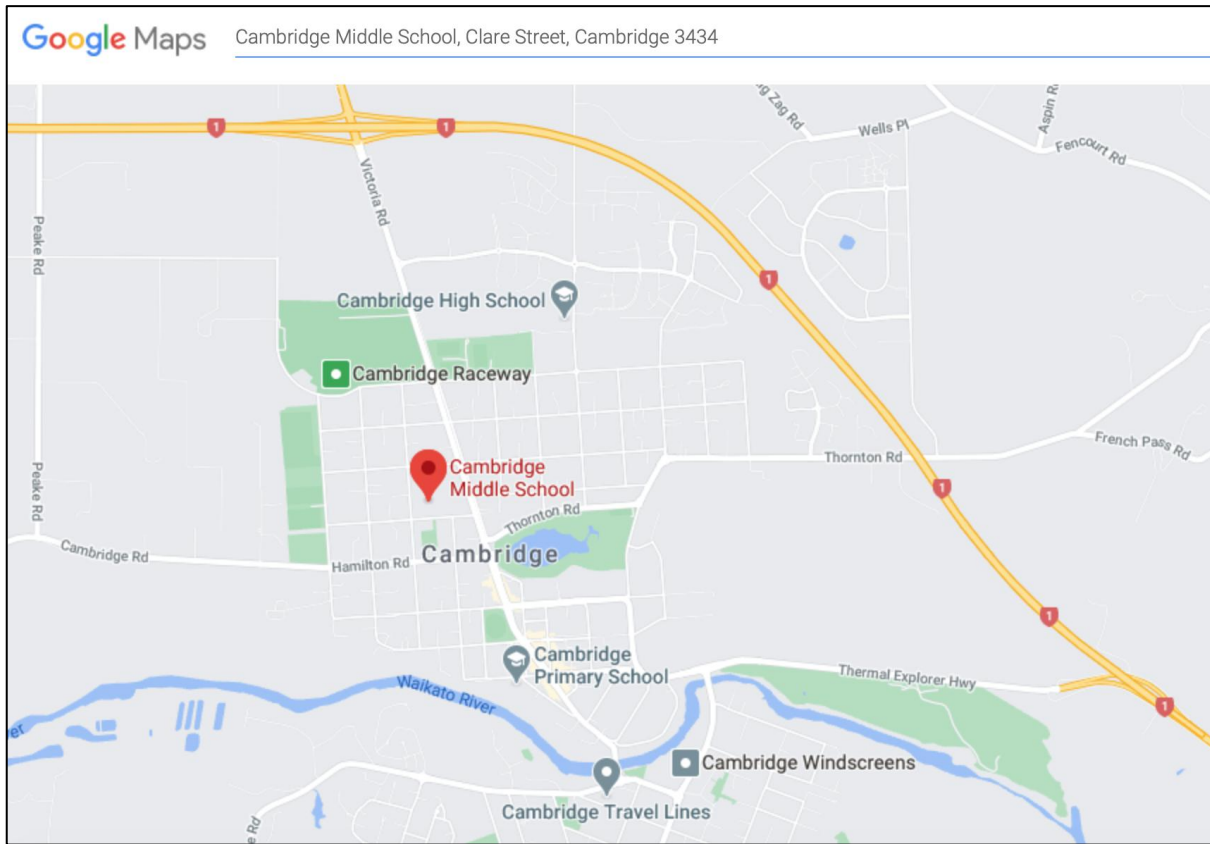 Google Maps
Cambridge Middle School, Clare Street, Cambridge 3434
1
1
Zag Rd
Wells Pl
Aspin
Fencourt Rd
Victoria Rd
Peake Rd
1
Cambridge High School
Cambridge Raceway
French Pass Rd
Thornton Rd
Cambridge
Middle School
Peake Rd
1
Thornton Rd
Cambridge Rd
Hamilton Rd
Cambridge
1
Cambridge
Primary School
Thermal Explorer Hwy
Waikato River
1
Cambridge Windscreens
Cambridge Travel Lines
Rd